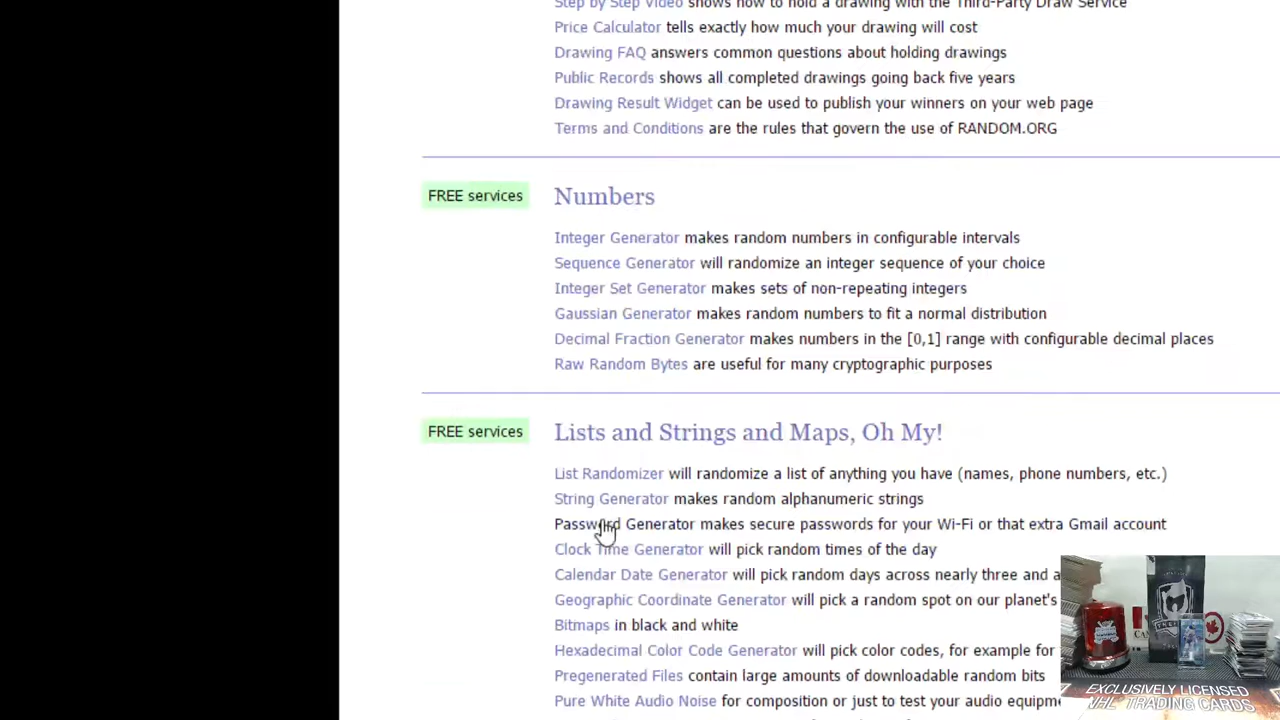 Step by Step Video shows how to hold a drawing with the Third-Party Draw Service
Price Calculator tells exactly how much your drawing will cost
Drawing FAQ answers common questions about holding drawings
Public Records shows all completed drawings going back five years
Drawing Result Widget can be used to publish your winners on your web page
Terms and Conditions are the rules that govern the use of RANDOM.ORG
FREE services Numbers
Integer Generator makes random numbers in configurable intervals
Sequence Generator will randomize an integer sequence of your choice
Integer Set Generator makes sets of non-repeating integers
Gaussian Generator makes random numbers to fit a normal distribution
Decimal Fraction Generator makes numbers in the [0,1] range with configurable decimal places
Raw Random Bytes are useful for many cryptographic purposes
FREE services Lists and Strings and Maps, Oh My!
List Randomizer will randomize a list of anything you have (names, phone numbers, etc.)
String Generator makes random alphanumeric strings
Password Generator makes secure passwords for your Wi-Fi or that extra Gmail account
Clock Time Generator will pick random times of the day
Calendar Date Generator will pick random days across nearly three and a
Geographic Coordinate Generator will pick a random spot on our planet's
Bitmaps in black and white
Hexadecimal Color Code Generator will pick color codes, for example for
Pregenerated Files contain large amounts of downloadable random bits
Pure White Audio Noise for composition or just to test your audio equipme
EXCLUSIVELY LICENSED
NHL TRADING CARDS